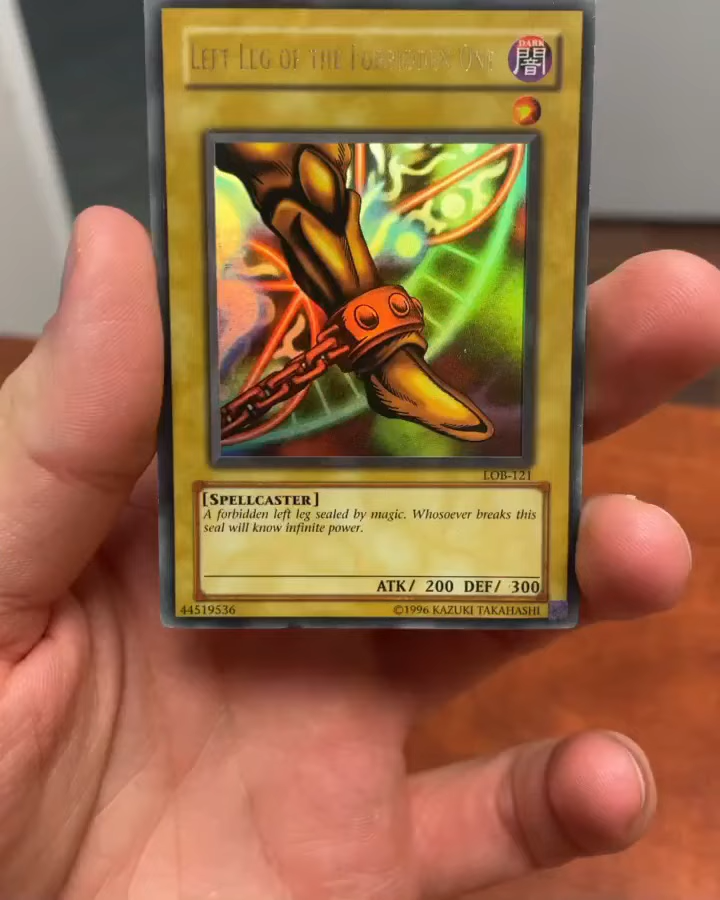 LEFT LEG OF THE FORBIDDEN ONE
DARK
闇
LOB-121
[SPELLCASTER]
A forbidden left leg sealed by magic. Whosoever breaks this
seal will know infinite power.
ATK/ 200 DEF/ 300
44519536
©1996 KAZUKI TAKAHASHI